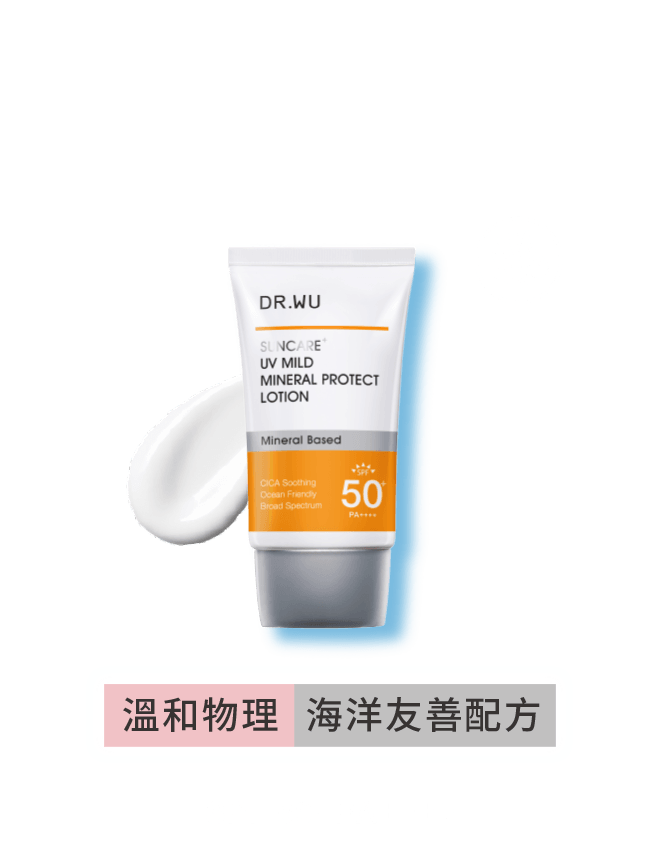 DR.WU
SUNCARE+
UV MILD
MINERAL PROTECT
LOTION
Mineral Based
CICA Soothing
Ocean Friendly
Broad Spectrum
SPF
50+
PA++++
溫和物理 海洋友善配方